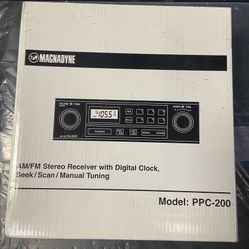 MAGNADYNE
AM/FM Stereo Receiver with Digital Clock,
Seek/Scan/Manual Tuning
Model: PPC-200